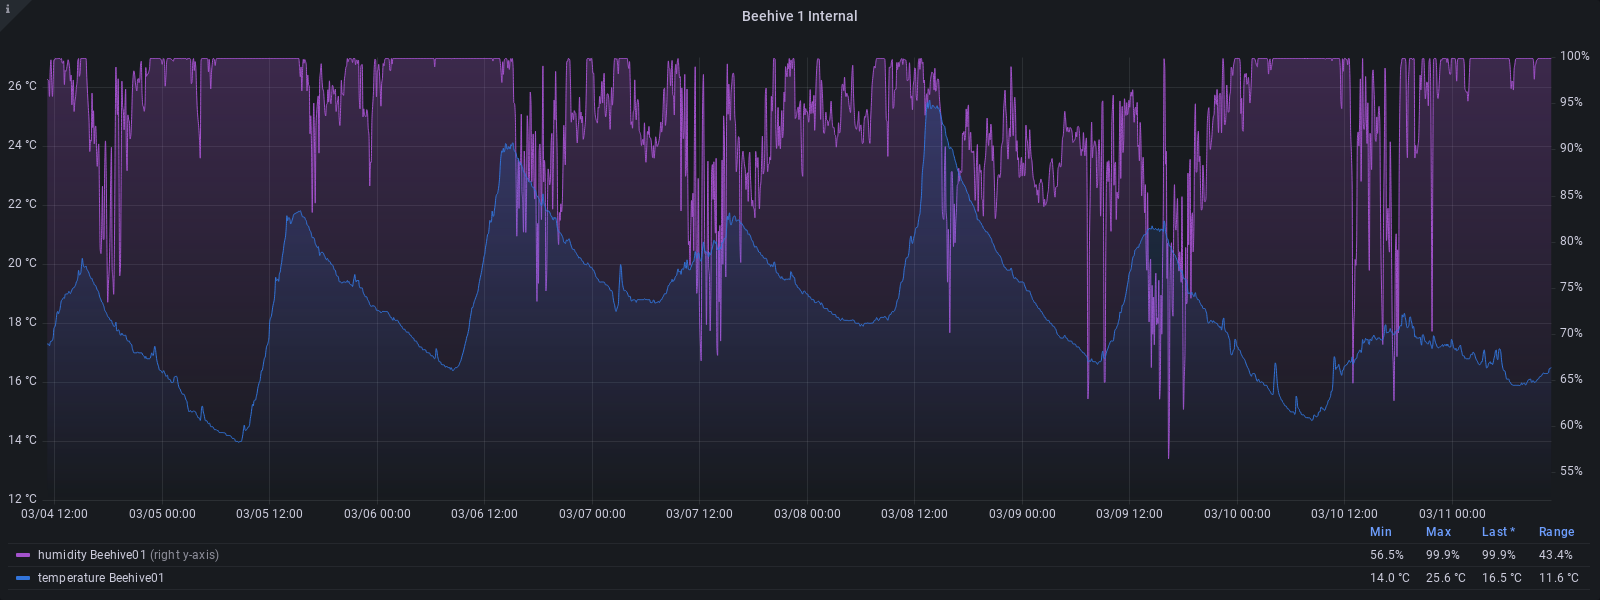 i
Beehive 1 Internal
26 °C
24 °C
22 °C
20 °C
18 °C
16 °C
14 °C
12 °C
100%
95%
90%
85%
80%
75%
70%
65%
60%
55%
03/04 12:00 03/05 00:00 03/05 12:00 03/06 00:00 03/06 12:00 03/07 00:00 03/07 12:00 03/08 00:00 03/08 12:00 03/09 00:00 03/09 12:00 03/10 00:00 03/10 12:00 03/11 00:00
Min Max Last * Range
humidity Beehive01 (right y-axis) 56.5% 99.9% 99.9% 43.4%
temperature Beehive01 14.0 °C 25.6 °C 16.5 °C 11.6 °C